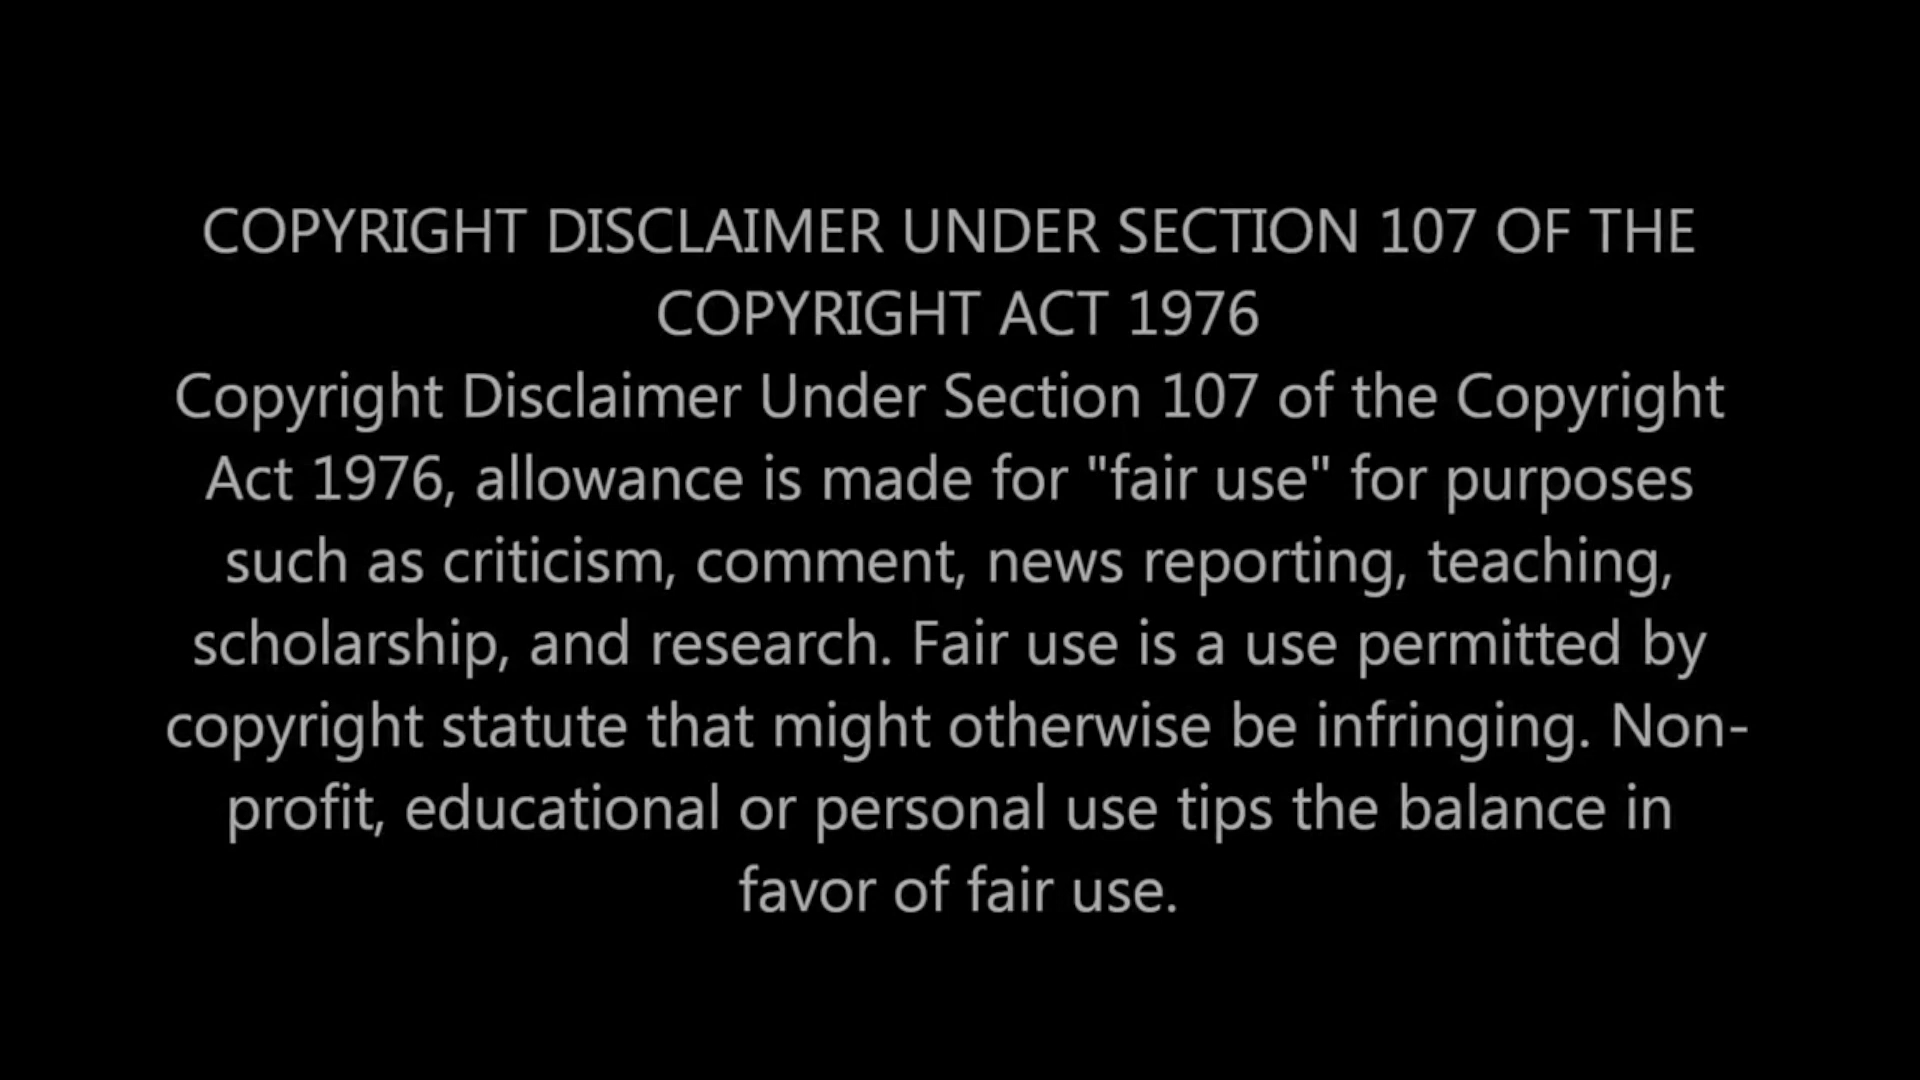 COPYRIGHT DISCLAIMER UNDER SECTION 107 OF THE
COPYRIGHT ACT 1976
Copyright Disclaimer Under Section 107 of the Copyright
Act 1976, allowance is made for "fair use" for purposes
such as criticism, comment, news reporting, teaching,
scholarship, and research. Fair use is a use permitted by
copyright statute that might otherwise be infringing. Non-
profit, educational or personal use tips the balance in
favor of fair use.